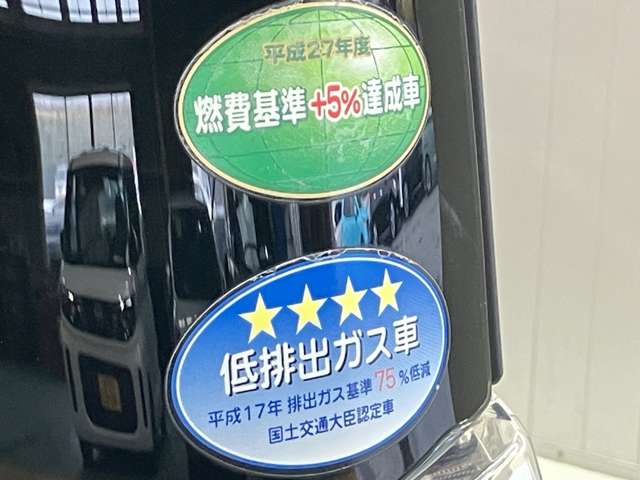 平成27年度
燃費基準+5%達成車
★★★★
低排出ガス車
平成17年 排出ガス基準75%低減
国土交通大臣認定車